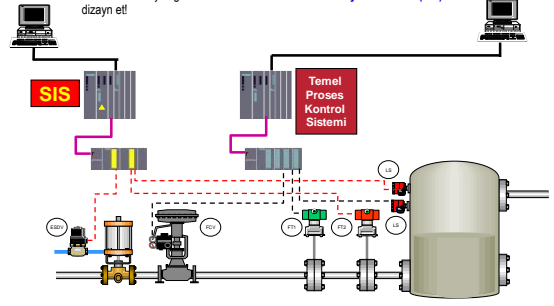 dizayn et!
SIS
Temel
Proses
Kontrol
Sistemi
LS
ESDV
FCV
FT1
FT2
LS